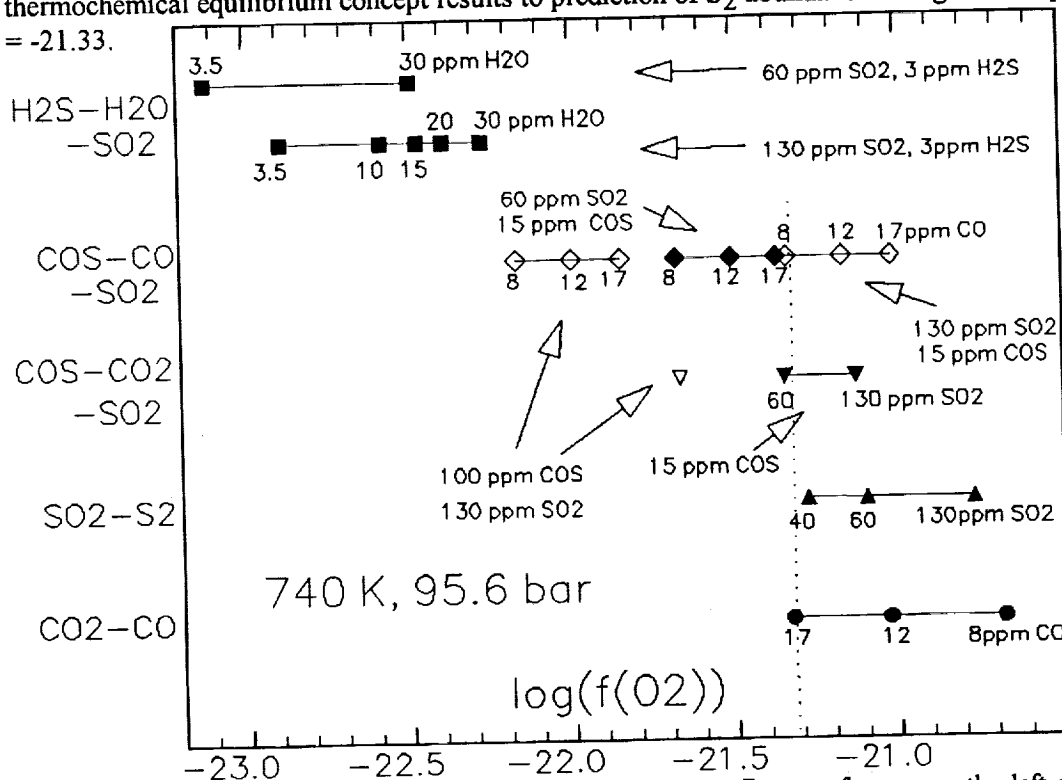 thermochemical equilibrium concept results to prediction of S2
= -21.33.
3.5 30 ppm H2O
60 ppm SO2, 3 ppm H2S
H2S-H2O
-SO2
20 30 ppm H2O
3.5 10 15
130 ppm SO2, 3ppm H2S
60 ppm SO2
15 ppm COS
COS-CO
-SO2
8 12 17ppm CO
8 12 17 8 12 17
130 ppm SO2
15 ppm COS
COS-CO2
-SO2
60 130 ppm SO2
15 ppm COS
100 ppm COS
130 ppm SO2
SO2-S2
40 60 130ppm SO2
740 K, 95.6 bar
CO2-CO
17 12 8ppm CO
log(f(O2))
-23.0 -22.5 -22.0 -21.5 -21.0